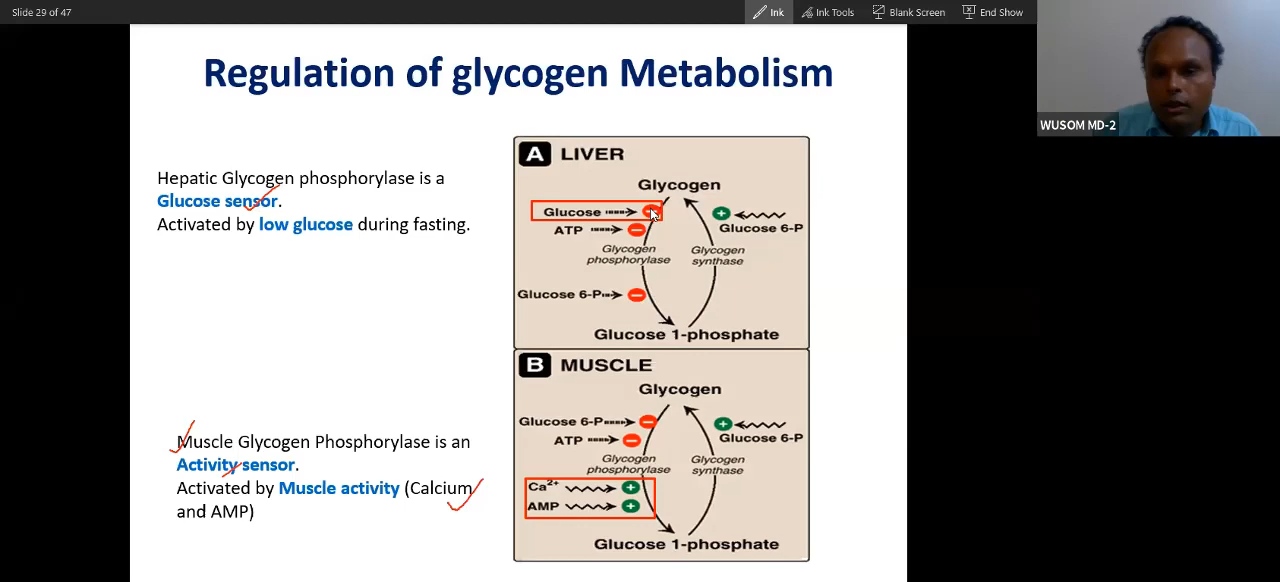 Slide 29 of 47
Ink
Ink Tools
Blank Screen
End Show
WUSOM MD-2
Regulation of glycogen Metabolism
Hepatic Glycogen phosphorylase is a
Glucose sensor.
Activated by low glucose during fasting.
Muscle Glycogen Phosphorylase is an
Activity sensor.
Activated by Muscle activity (Calcium
and AMP)
A LIVER
Glycogen
Glucose −
ATP −
+ Glucose 6-P
Glycogen
phosphorylase
Glycogen
synthase
Glucose 6-P −
Glucose 1-phosphate
B MUSCLE
Glycogen
Glucose 6-P −
ATP −
+ Glucose 6-P
Glycogen
phosphorylase
Glycogen
synthase
Ca²⁺ +
AMP +
Glucose 1-phosphate